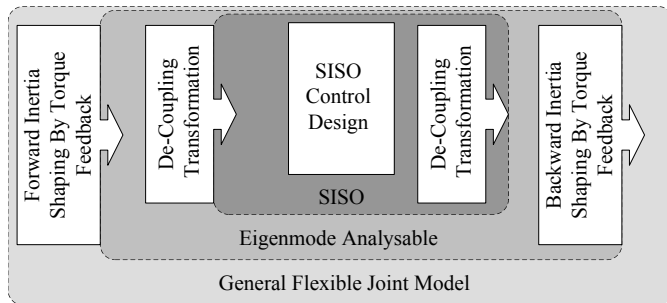 Forward Inertia
Shaping By Torque
Feedback
De-Coupling
Transformation
SISO
Control
Design
De-Coupling
Transformation
Backward Inertia
Shaping By Torque
Feedback
SISO
Eigenmode Analysable
General Flexible Joint Model